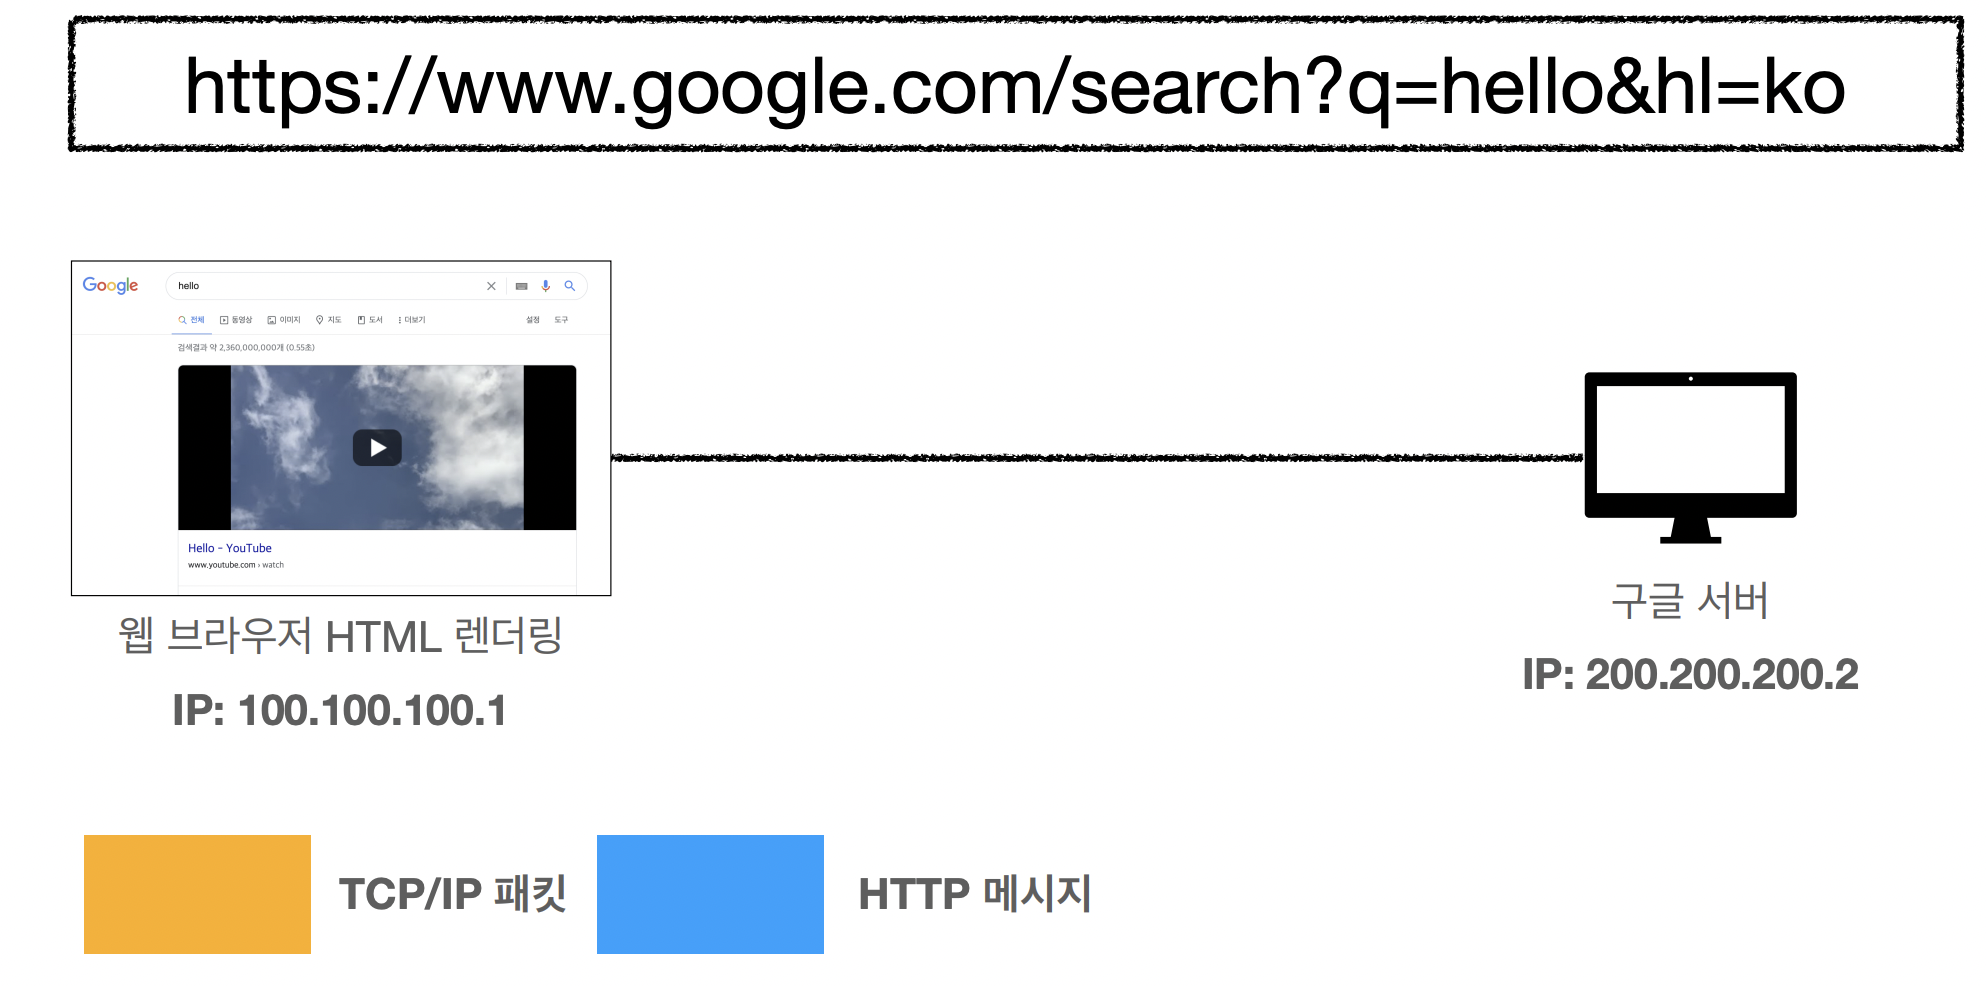 https://www.google.com/search?q=hello&hl=ko
Google
hello
전체 동영상 이미지 지도 도서 더보기 설정 도구
검색결과 약 2,360,000,000개 (0.55초)
Hello - YouTube
www.youtube.com › watch
웹 브라우저 HTML 렌더링
IP: 100.100.100.1
구글 서버
IP: 200.200.200.2
TCP/IP 패킷
HTTP 메시지